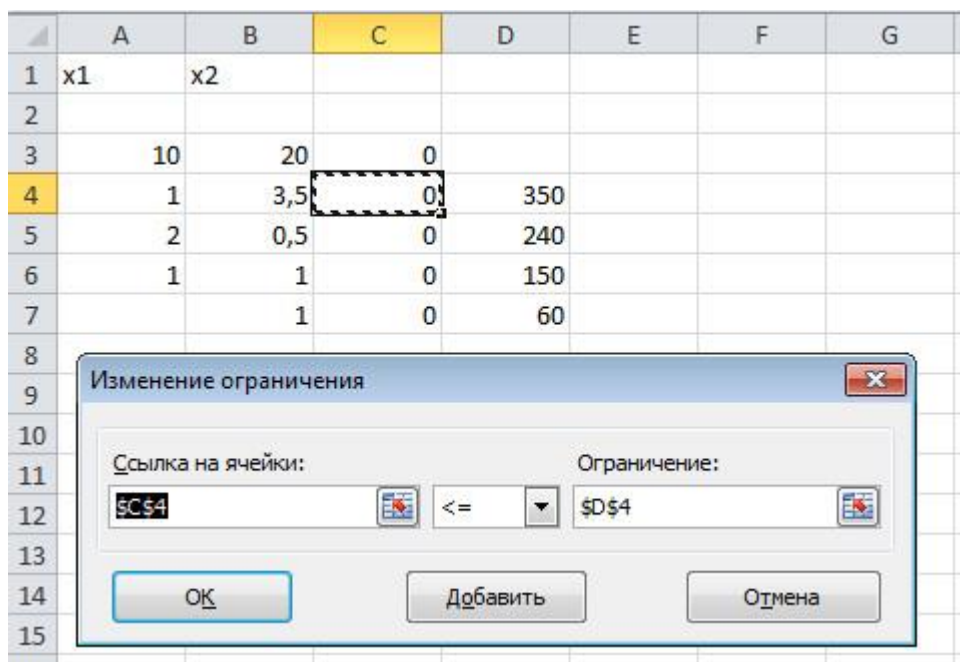 A B C D E F G
1 x1 x2
2
3 10 20 0
4 1 3,5 0 350
5 2 0,5 0 240
6 1 1 0 150
7 1 0 60
8
9
10
11
12
13
14
15
Изменение ограничения
Ссылка на ячейки: Ограничение:
$C$4 <= $D$4
OK Добавить Отмена